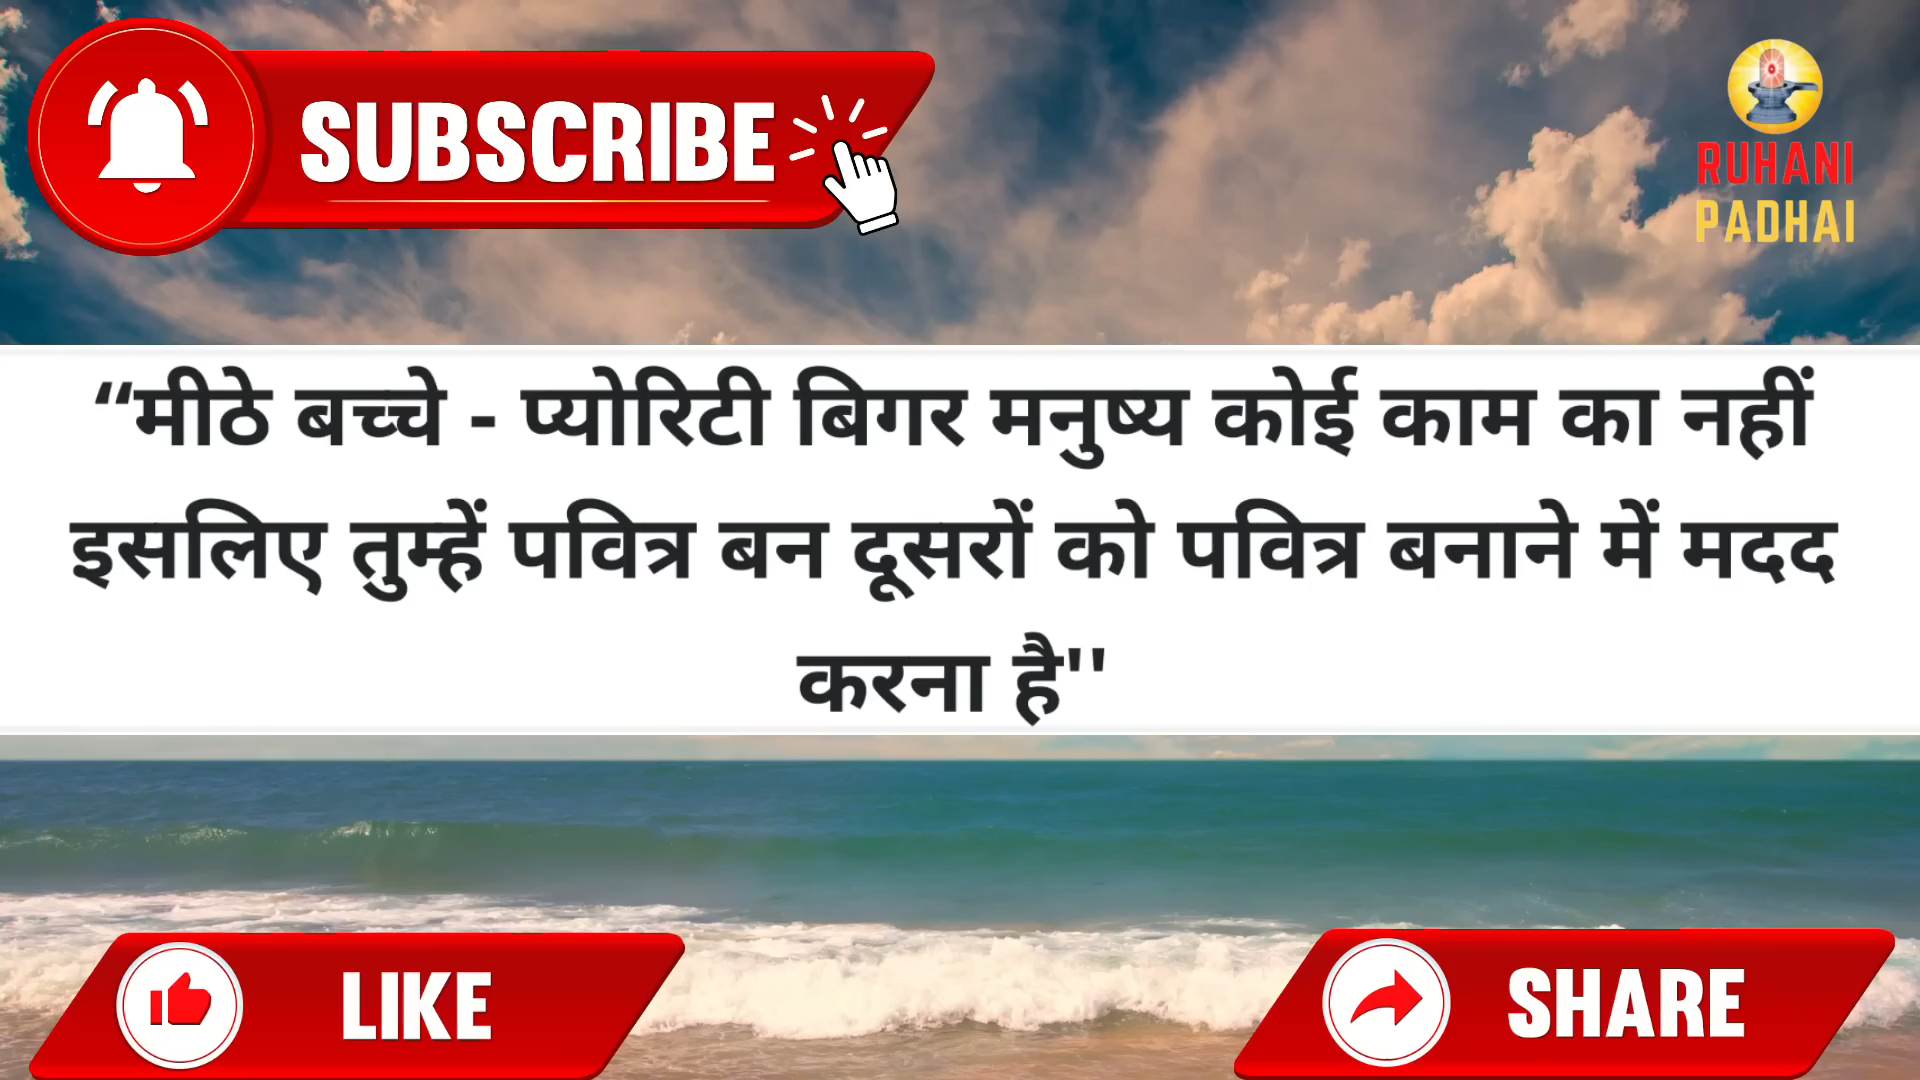 SUBSCRIBE
RUHANI
PADHAI
“मीठे बच्चे - प्योरिटी बिगर मनुष्य कोई काम का नहीं
इसलिए तुम्हें पवित्र बन दूसरों को पवित्र बनाने में मदद
करना है''
LIKE
SHARE